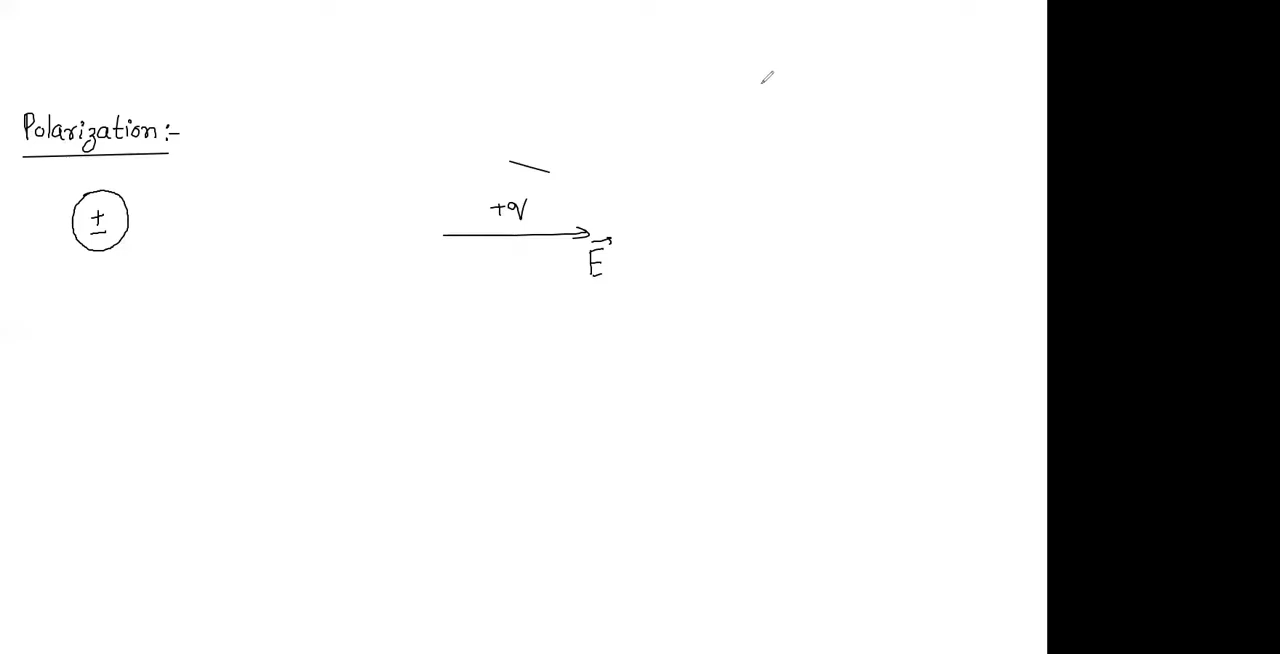 Polarization:-
±
+q
E⃗